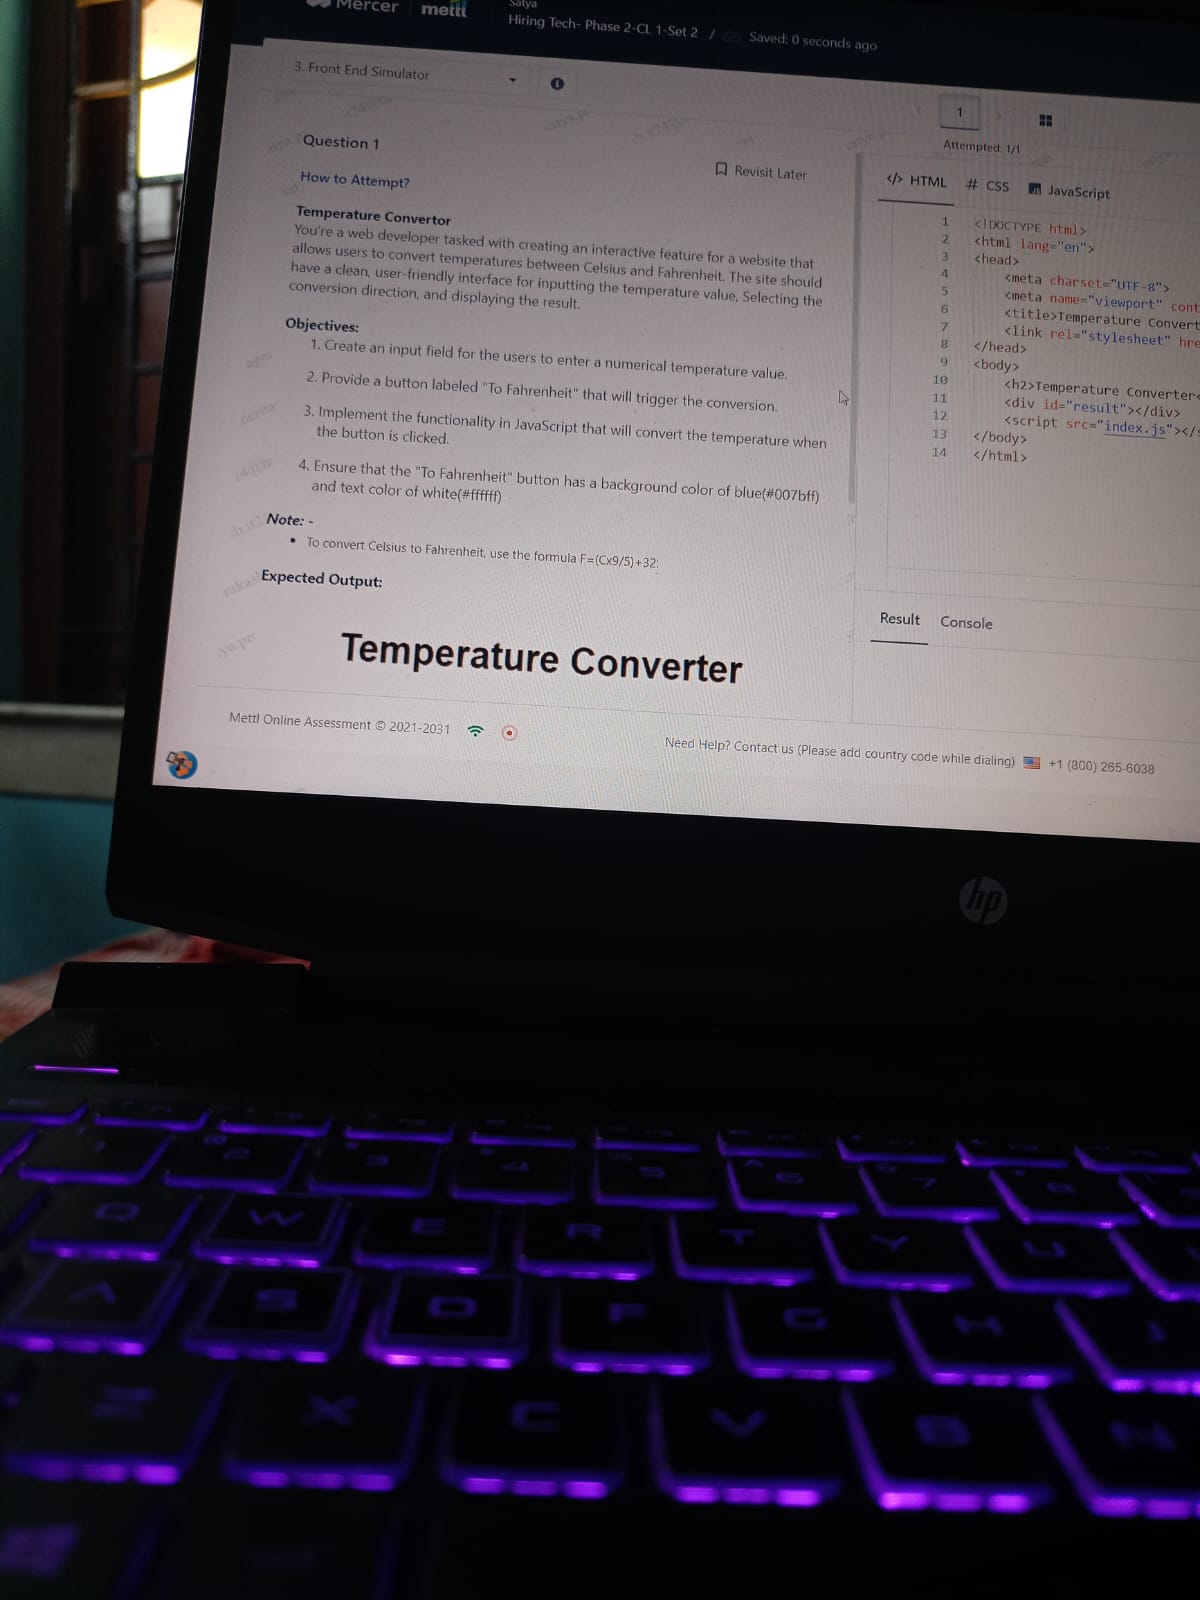 Mercer mettl
Satya
Hiring Tech- Phase 2-CL 1-Set 2 / Saved: 0 seconds ago
3. Front End Simulator
1
Attempted: 1/1
Question 1
Revisit Later
How to Attempt?
Temperature Convertor
You're a web developer tasked with creating an interactive feature for a website that
allows users to convert temperatures between Celsius and Fahrenheit. The site should
have a clean, user-friendly interface for inputting the temperature value, Selecting the
conversion direction, and displaying the result.
Objectives:
1. Create an input field for the users to enter a numerical temperature value.
2. Provide a button labeled "To Fahrenheit" that will trigger the conversion.
3. Implement the functionality in JavaScript that will convert the temperature when
the button is clicked.
4. Ensure that the "To Fahrenheit" button has a background color of blue(#007bff)
and text color of white(#ffffff)
Note: -
• To convert Celsius to Fahrenheit, use the formula F=(Cx9/5)+32;
Expected Output:
Temperature Converter
</> HTML # CSS JavaScript
1 <!DOCTYPE html>
2 <html lang="en">
3 <head>
4 <meta charset="UTF-8">
5 <meta name="viewport" cont
6 <title>Temperature Convert
7 <link rel="stylesheet" hre
8 </head>
9 <body>
10 <h2>Temperature Converter<
11 <div id="result"></div>
12 <script src="index.js"></s
13 </body>
14 </html>
Result Console
Mettl Online Assessment © 2021-2031
Need Help? Contact us (Please add country code while dialing) +1 (800) 265-6038
hp
2 3 4 5 6 7 8
Q W E R T Y U
A S D F G H J
Z X C V B N